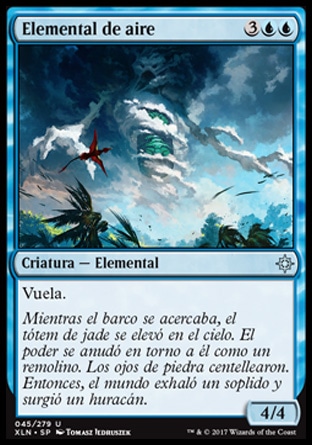 Elemental de aire 3
Criatura — Elemental
Vuela.
Mientras el barco se acercaba, el
tótem de jade se elevó en el cielo. El
poder se anudó en torno a él como un
remolino. Los ojos de piedra centellearon.
Entonces, el mundo exhaló un soplido y
surgió un huracán.
4/4
045/279 U
XLN • SP Tomasz Jedruszek
™ & © 2017 Wizards of the Coast